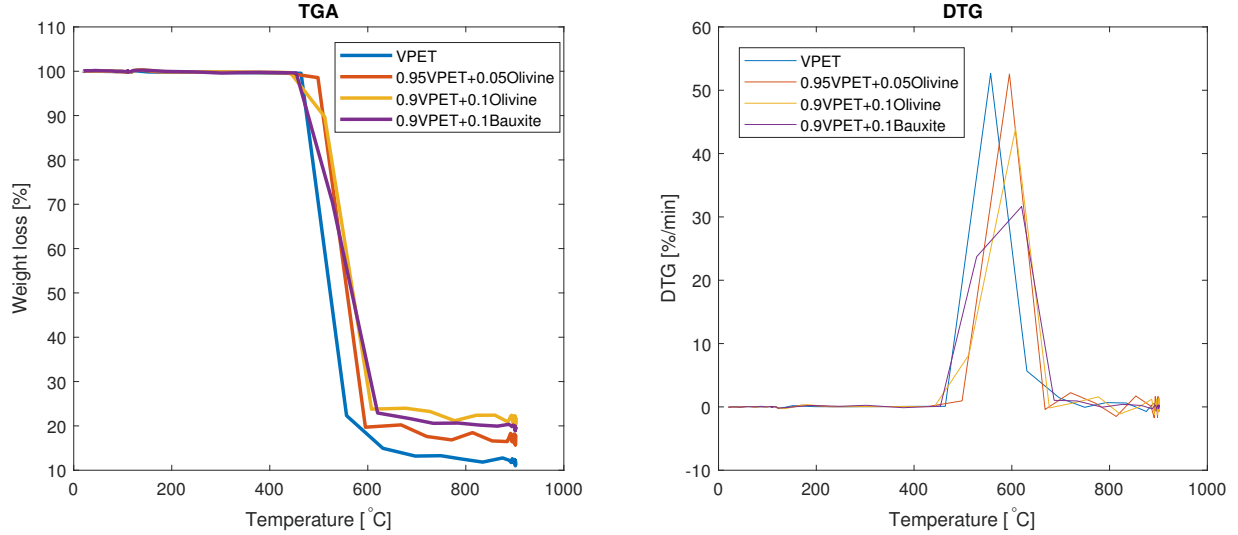 TGA
110
100
90
80
70
60
50
40
30
20
10
0
200
400
600
800
1000
Weight loss [%]
Temperature [°C]
VPET
0.95VPET+0.05Olivine
0.9VPET+0.1Olivine
0.9VPET+0.1Bauxite
DTG
60
50
40
30
20
10
0
-10
0
200
400
600
800
1000
DTG [%/min]
Temperature [°C]
VPET
0.95VPET+0.05Olivine
0.9VPET+0.1Olivine
0.9VPET+0.1Bauxite